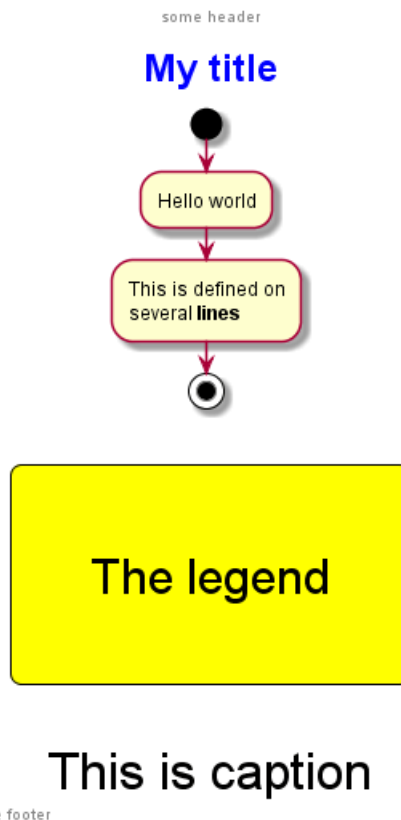 some header
My title
Hello world
This is defined on
several lines
The legend
This is caption
footer